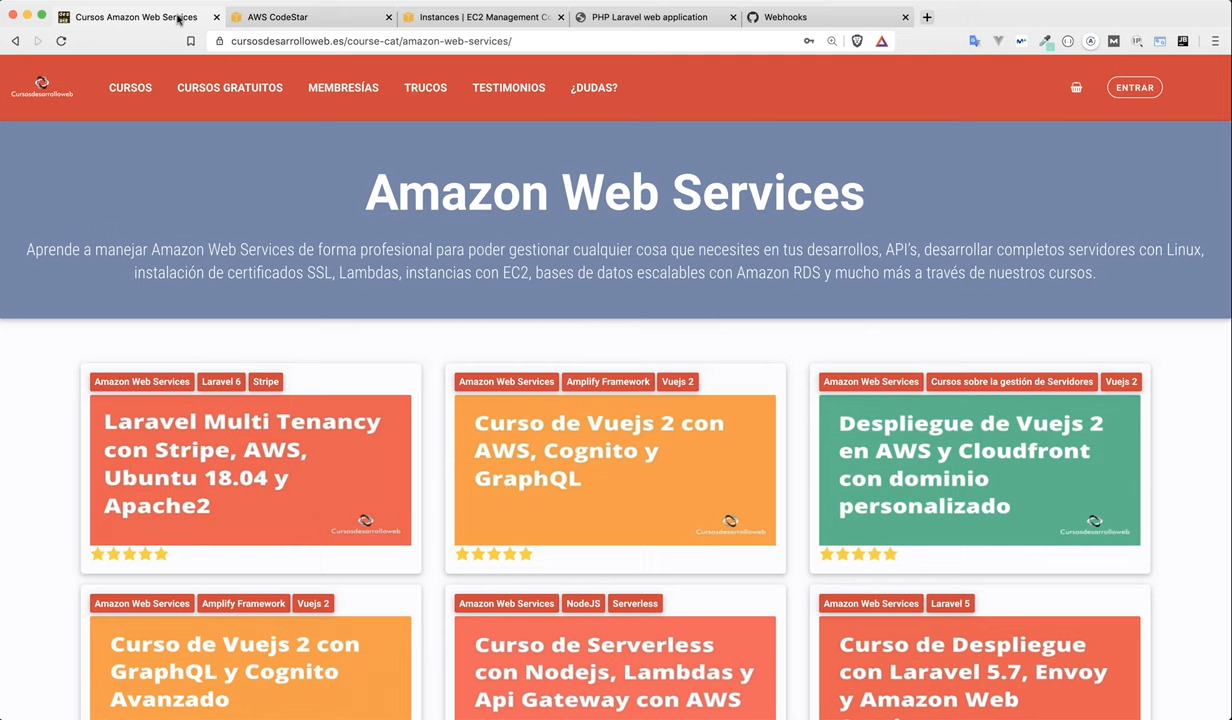 Cursos Amazon Web Services
AWS CodeStar
Instances | EC2 Management Co
PHP Laravel web application
Webhooks
cursosdesarrolloweb.es/course-cat/amazon-web-services/
Cursosdesarrolloweb
CURSOS
CURSOS GRATUITOS
MEMBRESÍAS
TRUCOS
TESTIMONIOS
¿DUDAS?
ENTRAR
Amazon Web Services
Aprende a manejar Amazon Web Services de forma profesional para poder gestionar cualquier cosa que necesites en tus desarrollos, API's, desarrollar completos servidores con Linux,
instalación de certificados SSL, Lambdas, instancias con EC2, bases de datos escalables con Amazon RDS y mucho más a través de nuestros cursos.
Amazon Web Services Laravel 6 Stripe
Laravel Multi Tenancy
con Stripe, AWS,
Ubuntu 18.04 y
Apache2
Cursosdesarrolloweb
Amazon Web Services Amplify Framework Vuejs 2
Curso de Vuejs 2 con
AWS, Cognito y
GraphQL
Cursosdesarrolloweb
Amazon Web Services Cursos sobre la gestión de Servidores Vuejs 2
Despliegue de Vuejs 2
en AWS y Cloudfront
con dominio
personalizado
Cursosdesarrolloweb
Amazon Web Services Amplify Framework Vuejs 2
Curso de Vuejs 2 con
GraphQL y Cognito
Avanzado
Amazon Web Services NodeJS Serverless
Curso de Serverless
con Nodejs, Lambdas y
Api Gateway con AWS
Amazon Web Services Laravel 5
Curso de Despliegue
con Laravel 5.7, Envoy
y Amazon Web